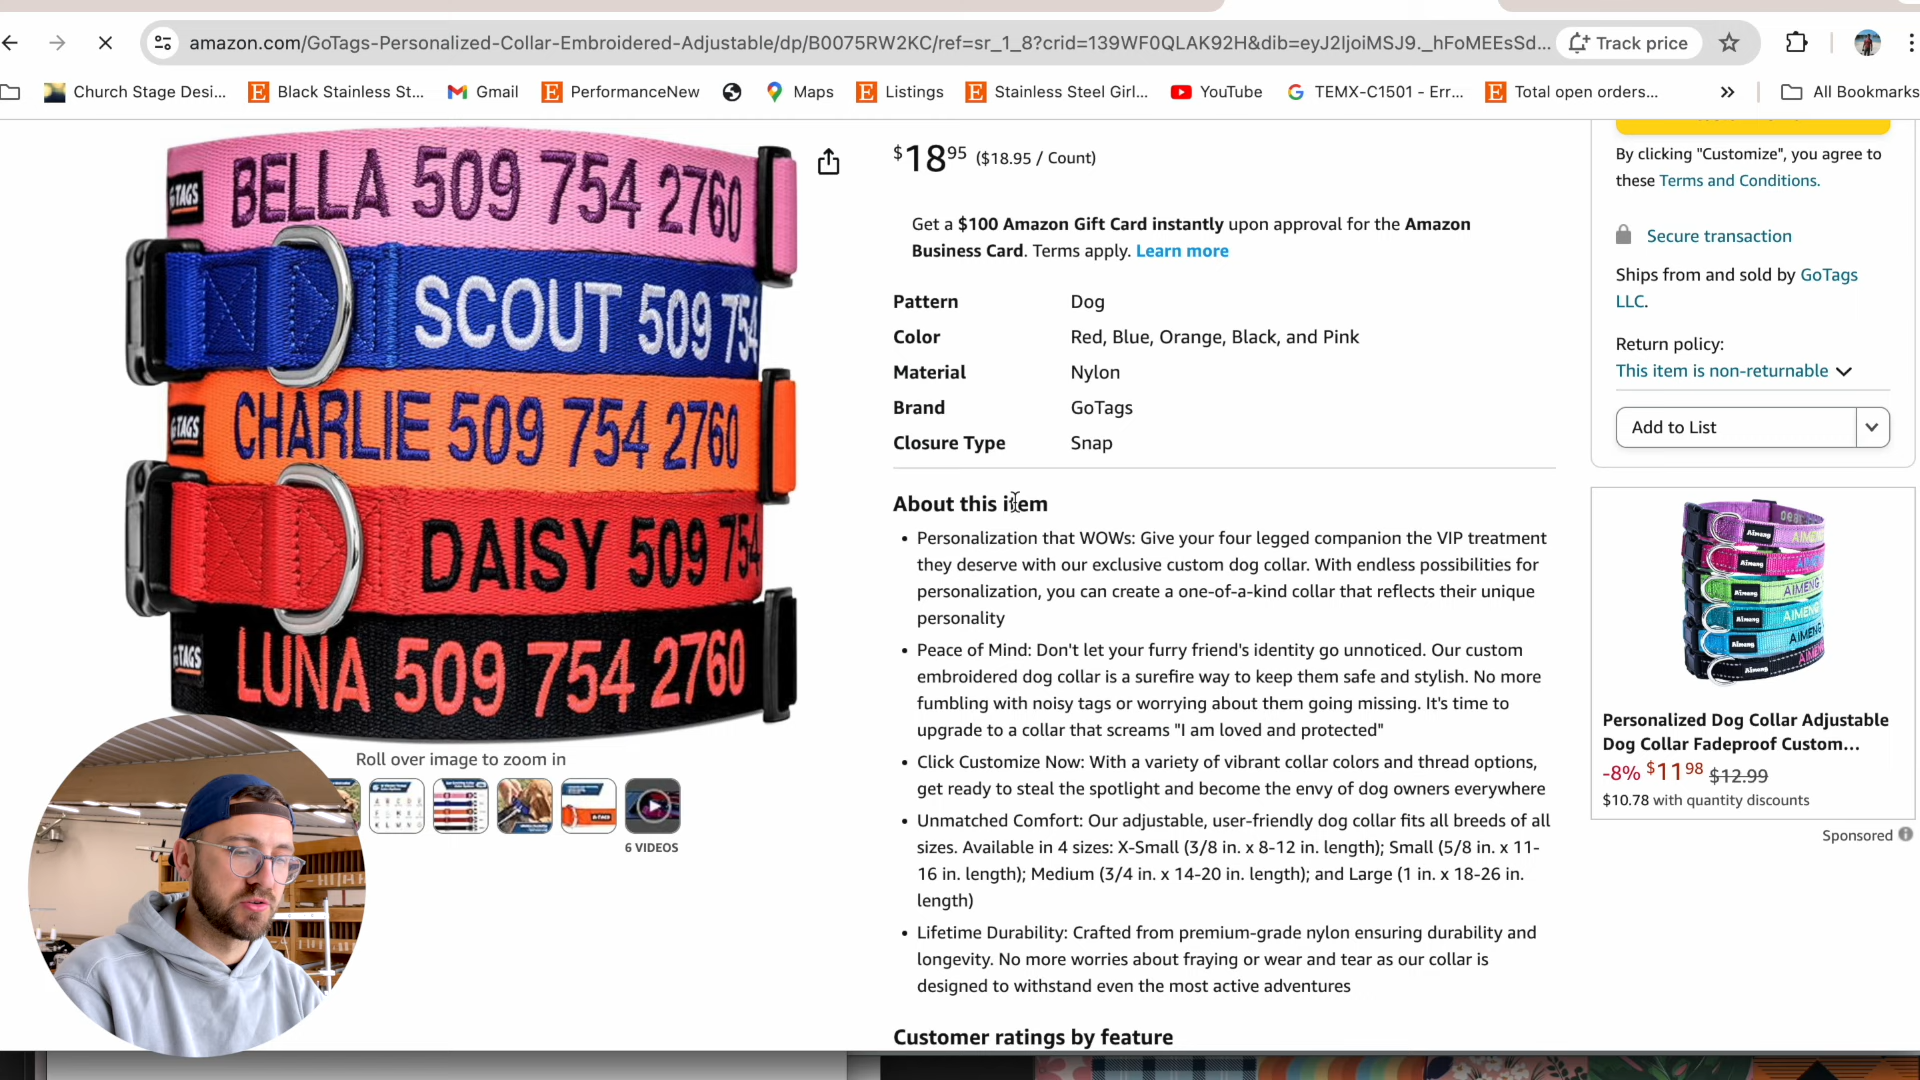 amazon.com/GoTags-Personalized-Collar-Embroidered-Adjustable/dp/B0075RW2KC/ref=sr_1_8?crid=139WF0QLAK92H&dib=eyJ2IjoiMSJ9._hFoMEEsSd...
Track price
Church Stage Desi...
Black Stainless St...
Gmail
PerformanceNew
Maps
Listings
Stainless Steel Girl...
YouTube
TEMX-C1501 - Err...
Total open orders...
»
All Bookmarks
BELLA 509 754 2760
TAGS
SCOUT 509 754
CHARLIE 509 754 2760
TAGS
DAISY 509 754
LUNA 509 754 2760
TAGS
Roll over image to zoom in
6 VIDEOS
$18.95 ($18.95 / Count)
Get a $100 Amazon Gift Card instantly upon approval for the Amazon
Business Card. Terms apply. Learn more
Pattern Dog
Color Red, Blue, Orange, Black, and Pink
Material Nylon
Brand GoTags
Closure Type Snap
About this item
• Personalization that WOWs: Give your four legged companion the VIP treatment
they deserve with our exclusive custom dog collar. With endless possibilities for
personalization, you can create a one-of-a-kind collar that reflects their unique
personality
• Peace of Mind: Don't let your furry friend's identity go unnoticed. Our custom
embroidered dog collar is a surefire way to keep them safe and stylish. No more
fumbling with noisy tags or worrying about them going missing. It's time to
upgrade to a collar that screams "I am loved and protected"
• Click Customize Now: With a variety of vibrant collar colors and thread options,
get ready to steal the spotlight and become the envy of dog owners everywhere
• Unmatched Comfort: Our adjustable, user-friendly dog collar fits all breeds of all
sizes. Available in 4 sizes: X-Small (3/8 in. x 8-12 in. length); Small (5/8 in. x 11-
16 in. length); Medium (3/4 in. x 14-20 in. length); and Large (1 in. x 18-26 in.
length)
• Lifetime Durability: Crafted from premium-grade nylon ensuring durability and
longevity. No more worries about fraying or wear and tear as our collar is
designed to withstand even the most active adventures
Customer ratings by feature
By clicking "Customize", you agree to
these Terms and Conditions.
Secure transaction
Ships from and sold by GoTags
LLC.
Return policy:
This item is non-returnable
Add to List
Aimeng
AIMENG
Personalized Dog Collar Adjustable
Dog Collar Fadeproof Custom...
-8% $11.98 $12.99
$10.78 with quantity discounts
Sponsored